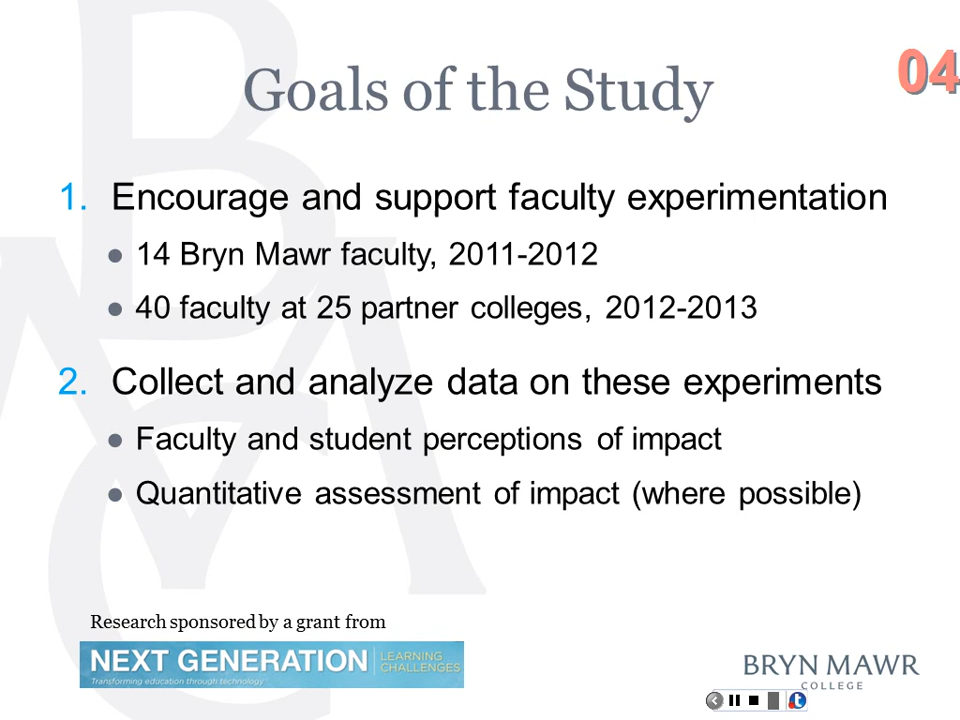 04
Goals of the Study
1. Encourage and support faculty experimentation
● 14 Bryn Mawr faculty, 2011-2012
● 40 faculty at 25 partner colleges, 2012-2013
2. Collect and analyze data on these experiments
● Faculty and student perceptions of impact
● Quantitative assessment of impact (where possible)
Research sponsored by a grant from
NEXT GENERATION LEARNING
CHALLENGES
Transforming education through technology
BRYN MAWR
COLLEGE